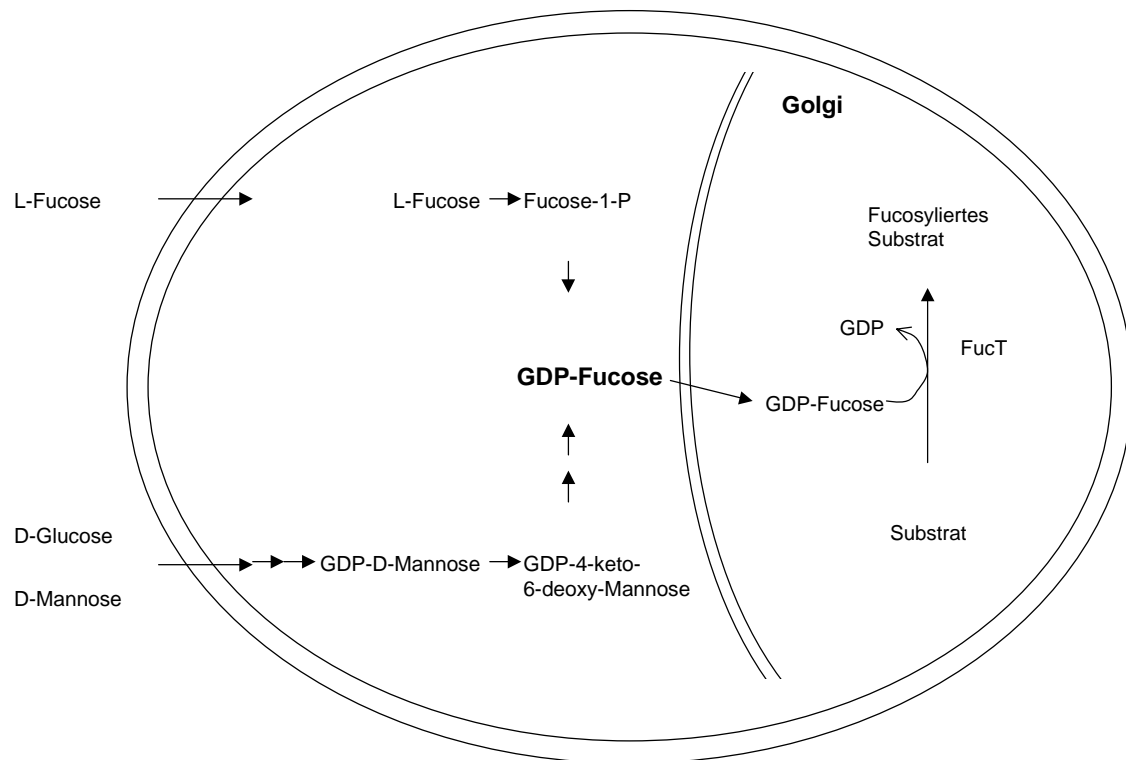 Golgi
L-Fucose
L-Fucose
Fucose-1-P
Fucosyliertes
Substrat
GDP
FucT
GDP-Fucose
GDP-Fucose
Substrat
D-Glucose
D-Mannose
GDP-D-Mannose
GDP-4-keto-
6-deoxy-Mannose